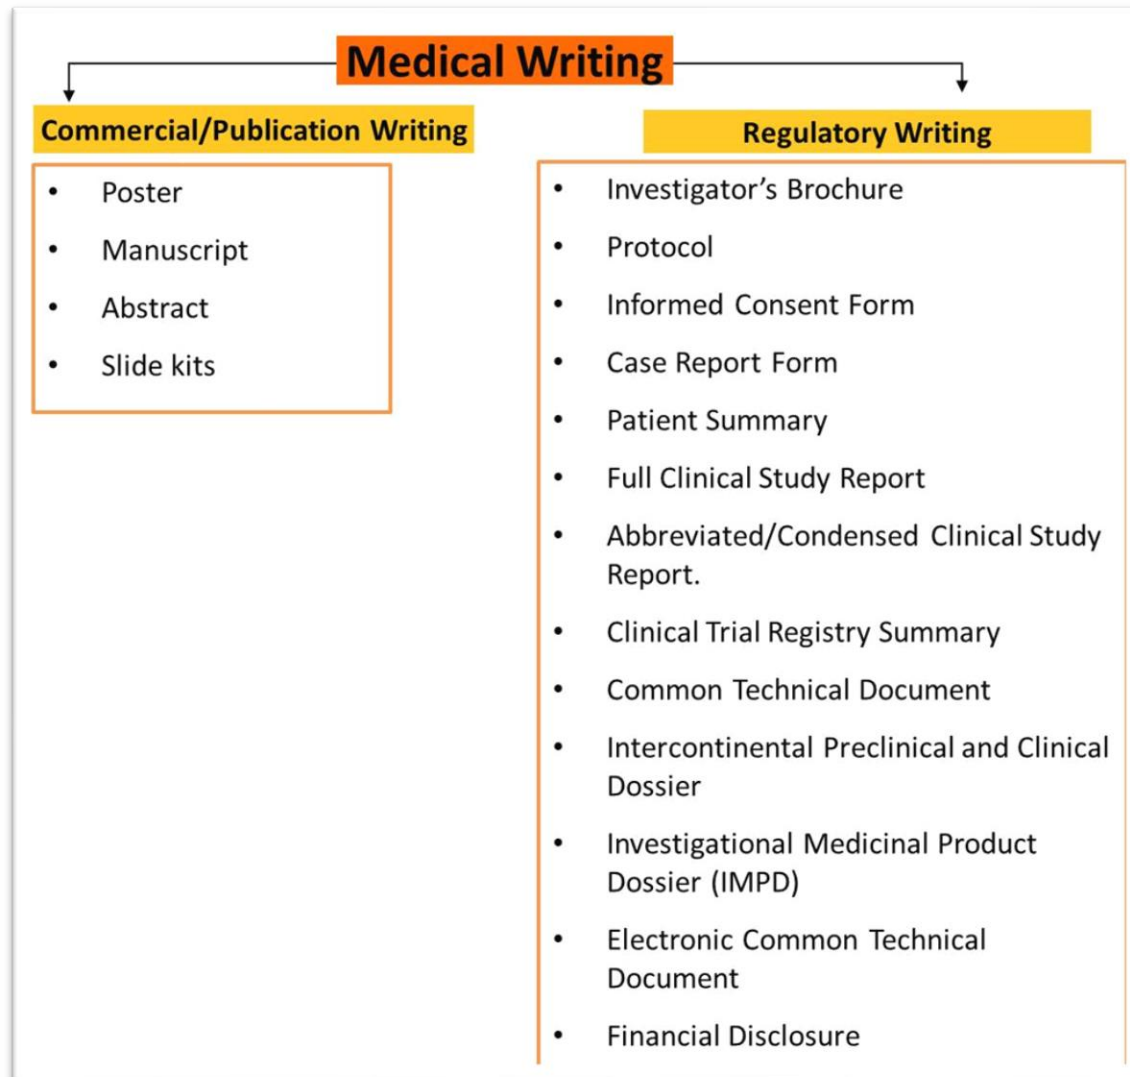 Medical Writing
Commercial/Publication Writing
• Poster
• Manuscript
• Abstract
• Slide kits
Regulatory Writing
• Investigator's Brochure
• Protocol
• Informed Consent Form
• Case Report Form
• Patient Summary
• Full Clinical Study Report
• Abbreviated/Condensed Clinical Study
Report.
• Clinical Trial Registry Summary
• Common Technical Document
• Intercontinental Preclinical and Clinical
Dossier
• Investigational Medicinal Product
Dossier (IMPD)
• Electronic Common Technical
Document
• Financial Disclosure